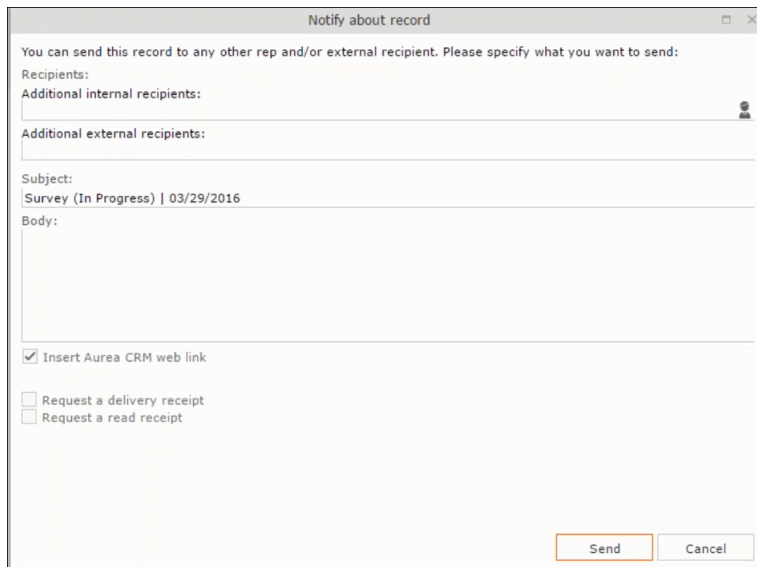 Notify about record
You can send this record to any other rep and/or external recipient. Please specify what you want to send:
Recipients:
Additional internal recipients:
Additional external recipients:
Subject:
Survey (In Progress) | 03/29/2016
Body:
Insert Aurea CRM web link
Request a delivery receipt
Request a read receipt
Send Cancel